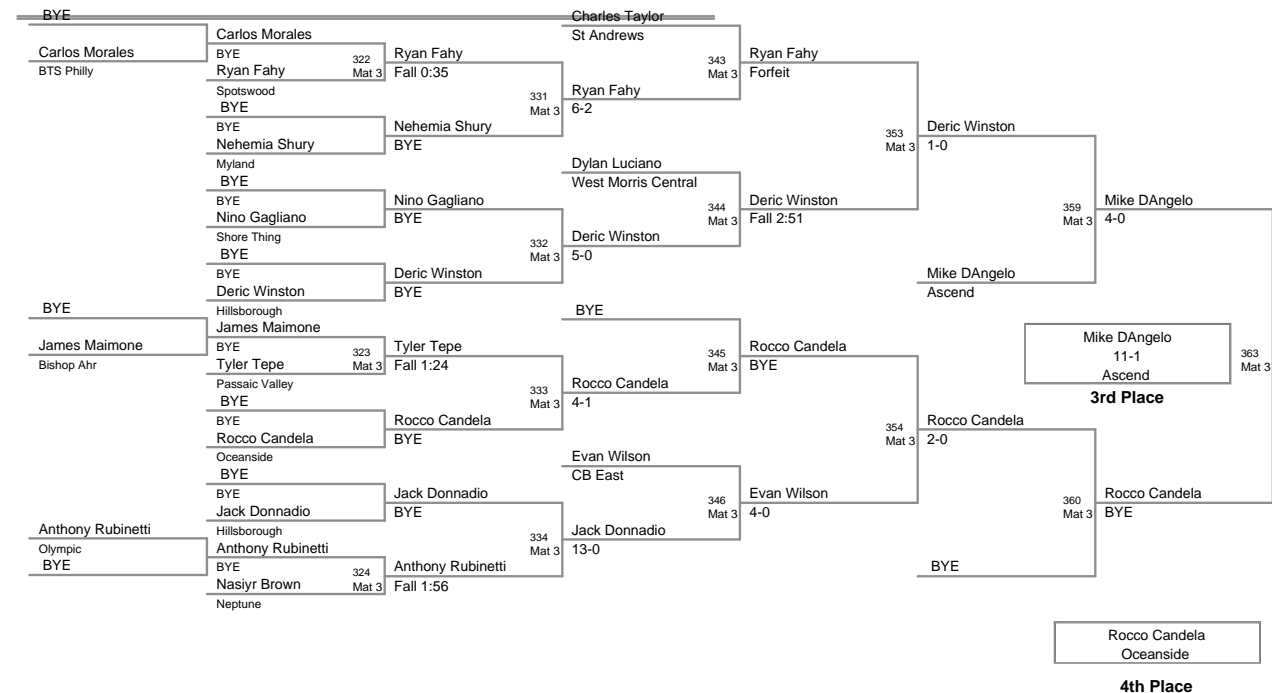 BYE
Carlos Morales
BTS Philly
BYE
James Maimone
Bishop Ahr
Anthony Rubinetti
Olympic
BYE
Carlos Morales
BYE
Ryan Fahy
322
Mat 3
Spotswood
BYE
BYE
Nehemia Shury
Myland
BYE
BYE
Nino Gagliano
Shore Thing
BYE
BYE
Deric Winston
Hillsborough
James Maimone
BYE
Tyler Tepe
323
Mat 3
Passaic Valley
BYE
BYE
Rocco Candela
Oceanside
BYE
BYE
Jack Donnadio
Hillsborough
Anthony Rubinetti
BYE
Nasiyr Brown
324
Mat 3
Neptune
Ryan Fahy
Fall 0:35
331
Mat 3
Nehemia Shury
BYE
Nino Gagliano
BYE
332
Mat 3
Deric Winston
BYE
Tyler Tepe
Fall 1:24
333
Mat 3
Rocco Candela
BYE
Jack Donnadio
BYE
334
Mat 3
Anthony Rubinetti
Fall 1:56
Charles Taylor
St Andrews
343
Mat 3
Ryan Fahy
6-2
Dylan Luciano
West Morris Central
344
Mat 3
Deric Winston
5-0
BYE
345
Mat 3
Rocco Candela
4-1
Evan Wilson
CB East
346
Mat 3
Jack Donnadio
13-0
Ryan Fahy
Forfeit
353
Mat 3
Deric Winston
Fall 2:51
Rocco Candela
BYE
354
Mat 3
Evan Wilson
4-0
Deric Winston
1-0
359
Mat 3
Mike DAngelo
Ascend
Rocco Candela
2-0
360
Mat 3
BYE
Mike DAngelo
4-0
Mike DAngelo
11-1
Ascend
363
Mat 3
3rd Place
Rocco Candela
BYE
Rocco Candela
Oceanside
4th Place